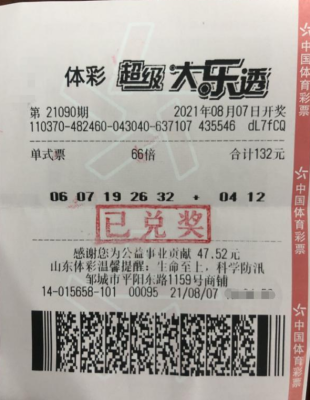 体彩 超级大乐透
第 21090期 2021年08月07日开奖
110370-482460-043040-637107 435546 dL7fCQ
单式票 66倍 合计132元
06 07 19 26 32 + 04 12
已兑奖
感谢您为公益事业贡献 47.52元
山东体彩温馨提醒：生命至上，科学防汛
邹城市平阳东路1159号商铺
14-015658-101 00095 21/08/07
中国体育彩票
中国体育彩票
中国体育彩票